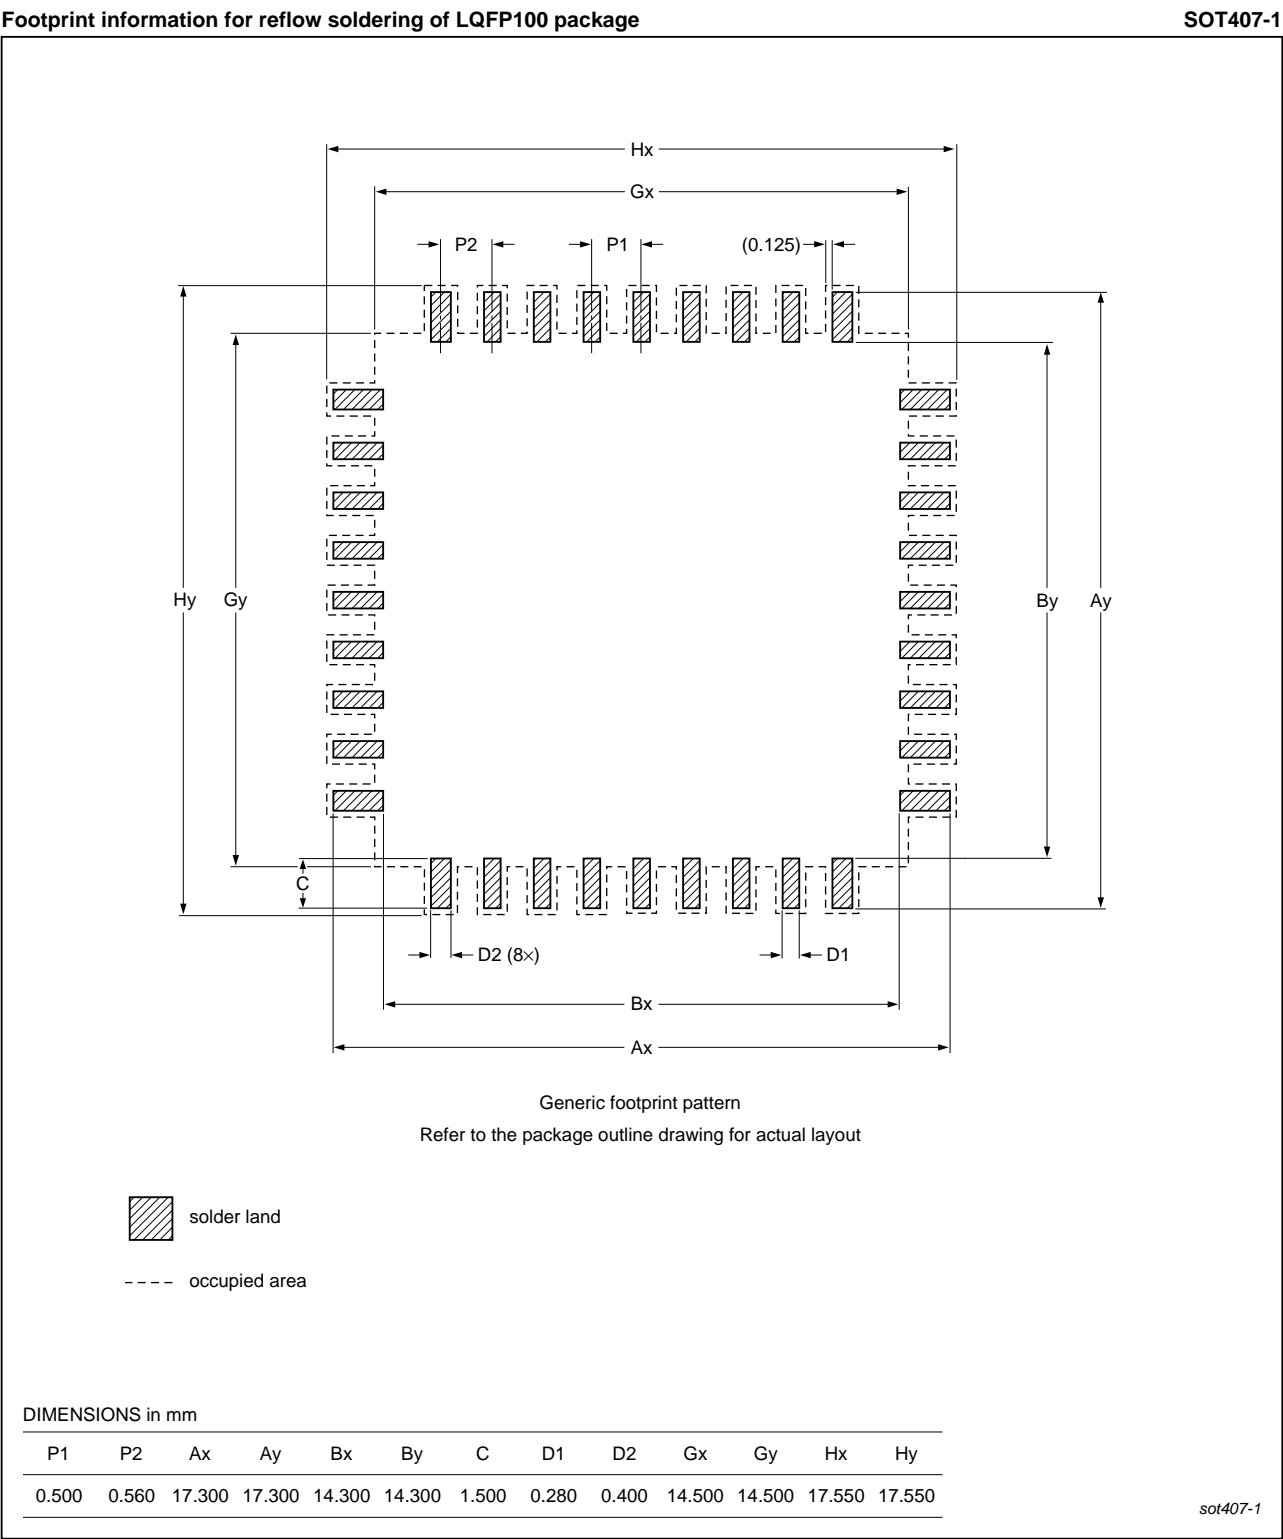 Footprint information for reflow soldering of LQFP100 package SOT407-1
Hx
Gx
P2 P1 (0.125)
Hy Gy By Ay
C
D2 (8×) D1
Bx
Ax
Generic footprint pattern
Refer to the package outline drawing for actual layout
solder land
occupied area
DIMENSIONS in mm
P1 P2 Ax Ay Bx By C D1 D2 Gx Gy Hx Hy
0.500 0.560 17.300 17.300 14.300 14.300 1.500 0.280 0.400 14.500 14.500 17.550 17.550
sot407-1